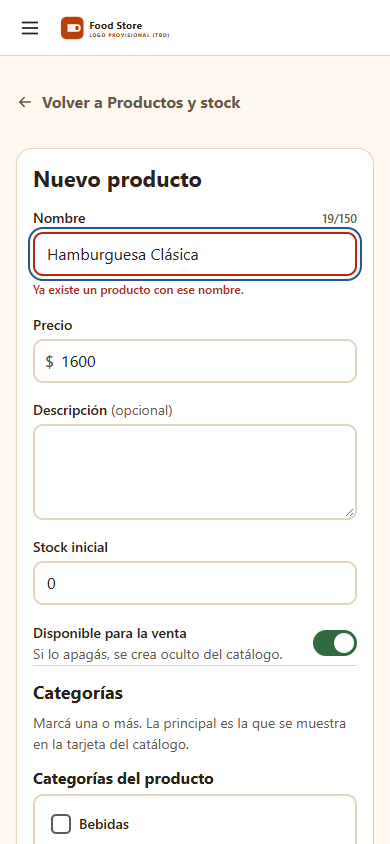 Food Store
LOGO PROVISIONAL (TBD)
← Volver a Productos y stock
Nuevo producto
Nombre
19/150
Hamburguesa Clásica
Ya existe un producto con ese nombre.
Precio
$ 1600
Descripción (opcional)
Stock inicial
0
Disponible para la venta
Si lo apagás, se crea oculto del catálogo.
Categorías
Marcá una o más. La principal es la que se muestra
en la tarjeta del catálogo.
Categorías del producto
Bebidas